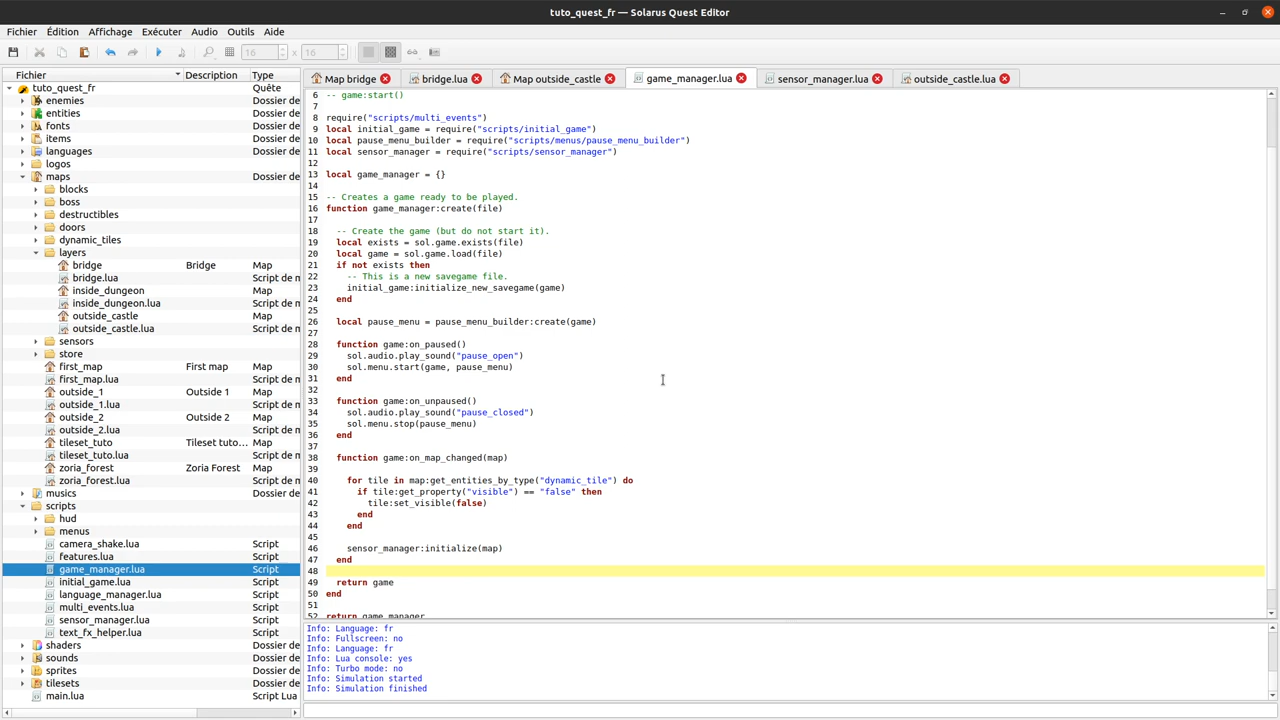 tuto_quest_fr — Solarus Quest Editor
Fichier Édition Affichage Exécuter Audio Outils Aide
16 x 16
Fichier Description Type
tuto_quest_fr Quête
enemies Dossier de
entities Dossier de
fonts Dossier de
items Dossier de
languages Dossier de
logos Dossier de
maps Dossier de
blocks
boss
destructibles
doors
dynamic_tiles
layers
bridge Bridge Map
bridge.lua Script de m
inside_dungeon Map
inside_dungeon.lua Script de m
outside_castle Map
outside_castle.lua Script de m
sensors
store
first_map First map Map
first_map.lua Script de m
outside_1 Outside 1 Map
outside_1.lua Script de m
outside_2 Outside 2 Map
outside_2.lua Script de m
tileset_tuto Tileset tuto... Map
tileset_tuto.lua Script de m
zoria_forest Zoria Forest Map
zoria_forest.lua Script de m
musics Dossier de
scripts Dossier de
hud
menus
camera_shake.lua Script
features.lua Script
game_manager.lua Script
initial_game.lua Script
language_manager.lua Script
multi_events.lua Script
sensor_manager.lua Script
text_fx_helper.lua Script
shaders Dossier de
sounds Dossier de
sprites Dossier de
tilesets Dossier de
main.lua Script Lua
Map bridge bridge.lua Map outside_castle game_manager.lua sensor_manager.lua outside_castle.lua
6 -- game:start()
7
8 require("scripts/multi_events")
9 local initial_game = require("scripts/initial_game")
10 local pause_menu_builder = require("scripts/menus/pause_menu_builder")
11 local sensor_manager = require("scripts/sensor_manager")
12
13 local game_manager = {}
14
15 -- Creates a game ready to be played.
16 function game_manager:create(file)
17
18 -- Create the game (but do not start it).
19 local exists = sol.game.exists(file)
20 local game = sol.game.load(file)
21 if not exists then
22 -- This is a new savegame file.
23 initial_game:initialize_new_savegame(game)
24 end
25
26 local pause_menu = pause_menu_builder:create(game)
27
28 function game:on_paused()
29 sol.audio.play_sound("pause_open")
30 sol.menu.start(game, pause_menu)
31 end
32
33 function game:on_unpaused()
34 sol.audio.play_sound("pause_closed")
35 sol.menu.stop(pause_menu)
36 end
37
38 function game:on_map_changed(map)
39
40 for tile in map:get_entities_by_type("dynamic_tile") do
41 if tile:get_property("visible") == "false" then
42 tile:set_visible(false)
43 end
44 end
45
46 sensor_manager:initialize(map)
47 end
48
49 return game
50 end
51
52 return game_manager
Info: Language: fr
Info: Fullscreen: no
Info: Language: fr
Info: Lua console: yes
Info: Turbo mode: no
Info: Simulation started
Info: Simulation finished